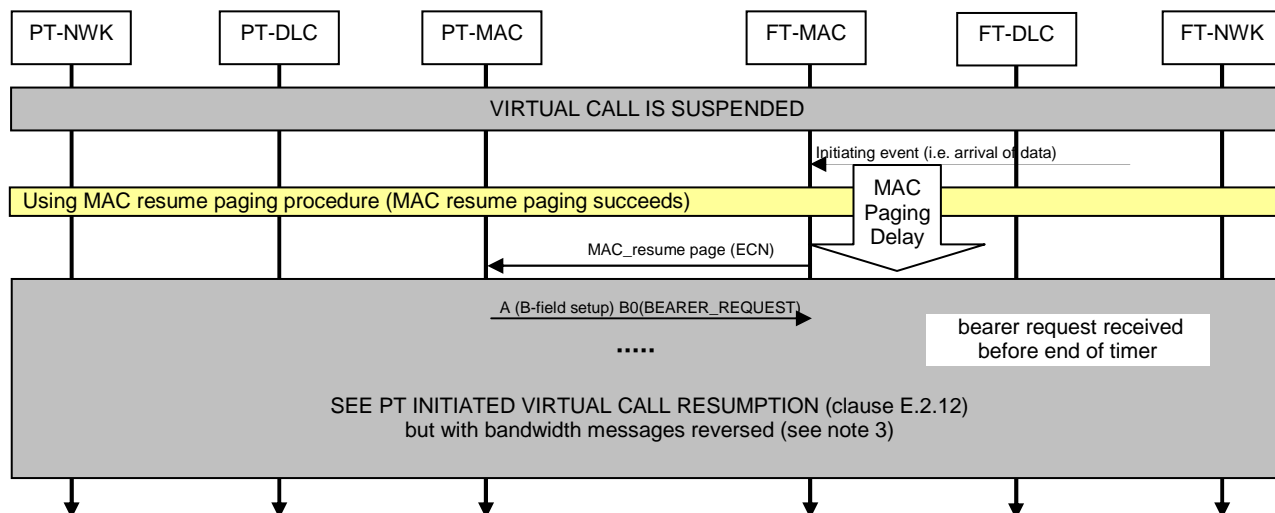 PT-NWK PT-DLC PT-MAC FT-MAC FT-DLC FT-NWK
VIRTUAL CALL IS SUSPENDED
Initiating event (i.e. arrival of data)
Using MAC resume paging procedure (MAC resume paging succeeds)
MAC
Paging
Delay
MAC_resume page (ECN)
A (B-field setup) B0(BEARER_REQUEST)
bearer request received
before end of timer
.....
SEE PT INITIATED VIRTUAL CALL RESUMPTION (clause E.2.12)
but with bandwidth messages reversed (see note 3)